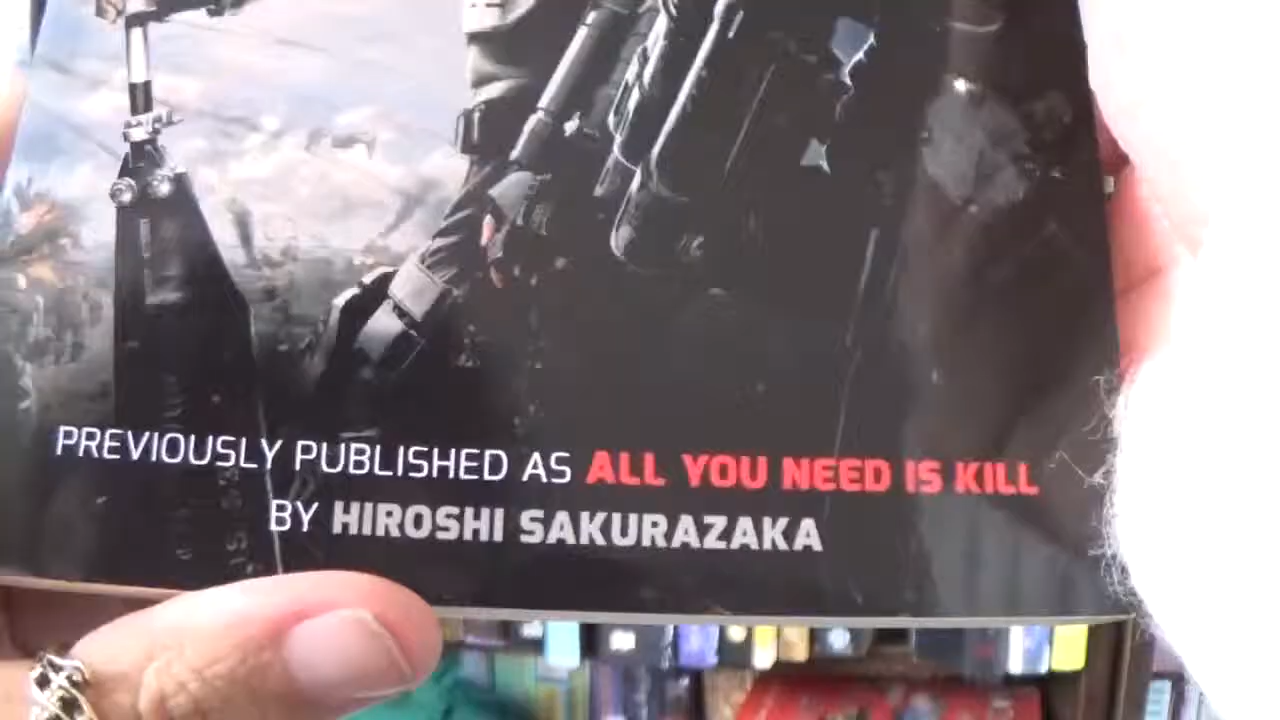 PREVIOUSLY PUBLISHED AS ALL YOU NEED IS KILL
BY HIROSHI SAKURAZAKA